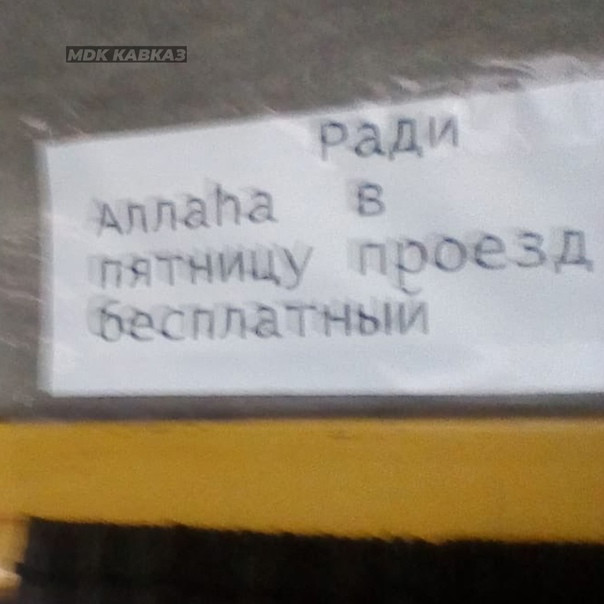 MDK КАВКАЗ
ради
Аллаhа в
пятницу проезд
бесплатный